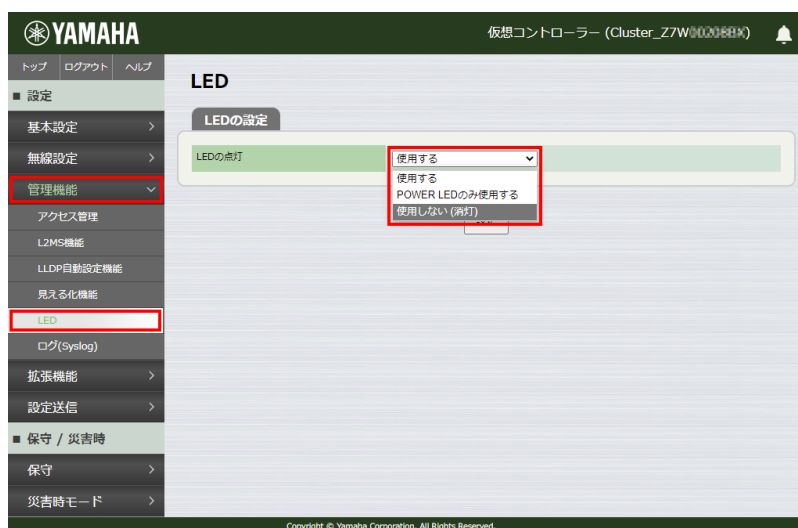 YAMAHA
仮想コントローラー (Cluster_Z7W
トップ ログアウト ヘルプ
■ 設定
基本設定
無線設定
管理機能
アクセス管理
L2MS機能
LLDP自動設定機能
見える化機能
LED
ログ(Syslog)
拡張機能
設定送信
■ 保守 / 災害時
保守
災害時モード
LED
LEDの設定
LEDの点灯
使用する
使用する
POWER LEDのみ使用する
使用しない (消灯)
Copyright © Yamaha Corporation. All Rights Reserved.